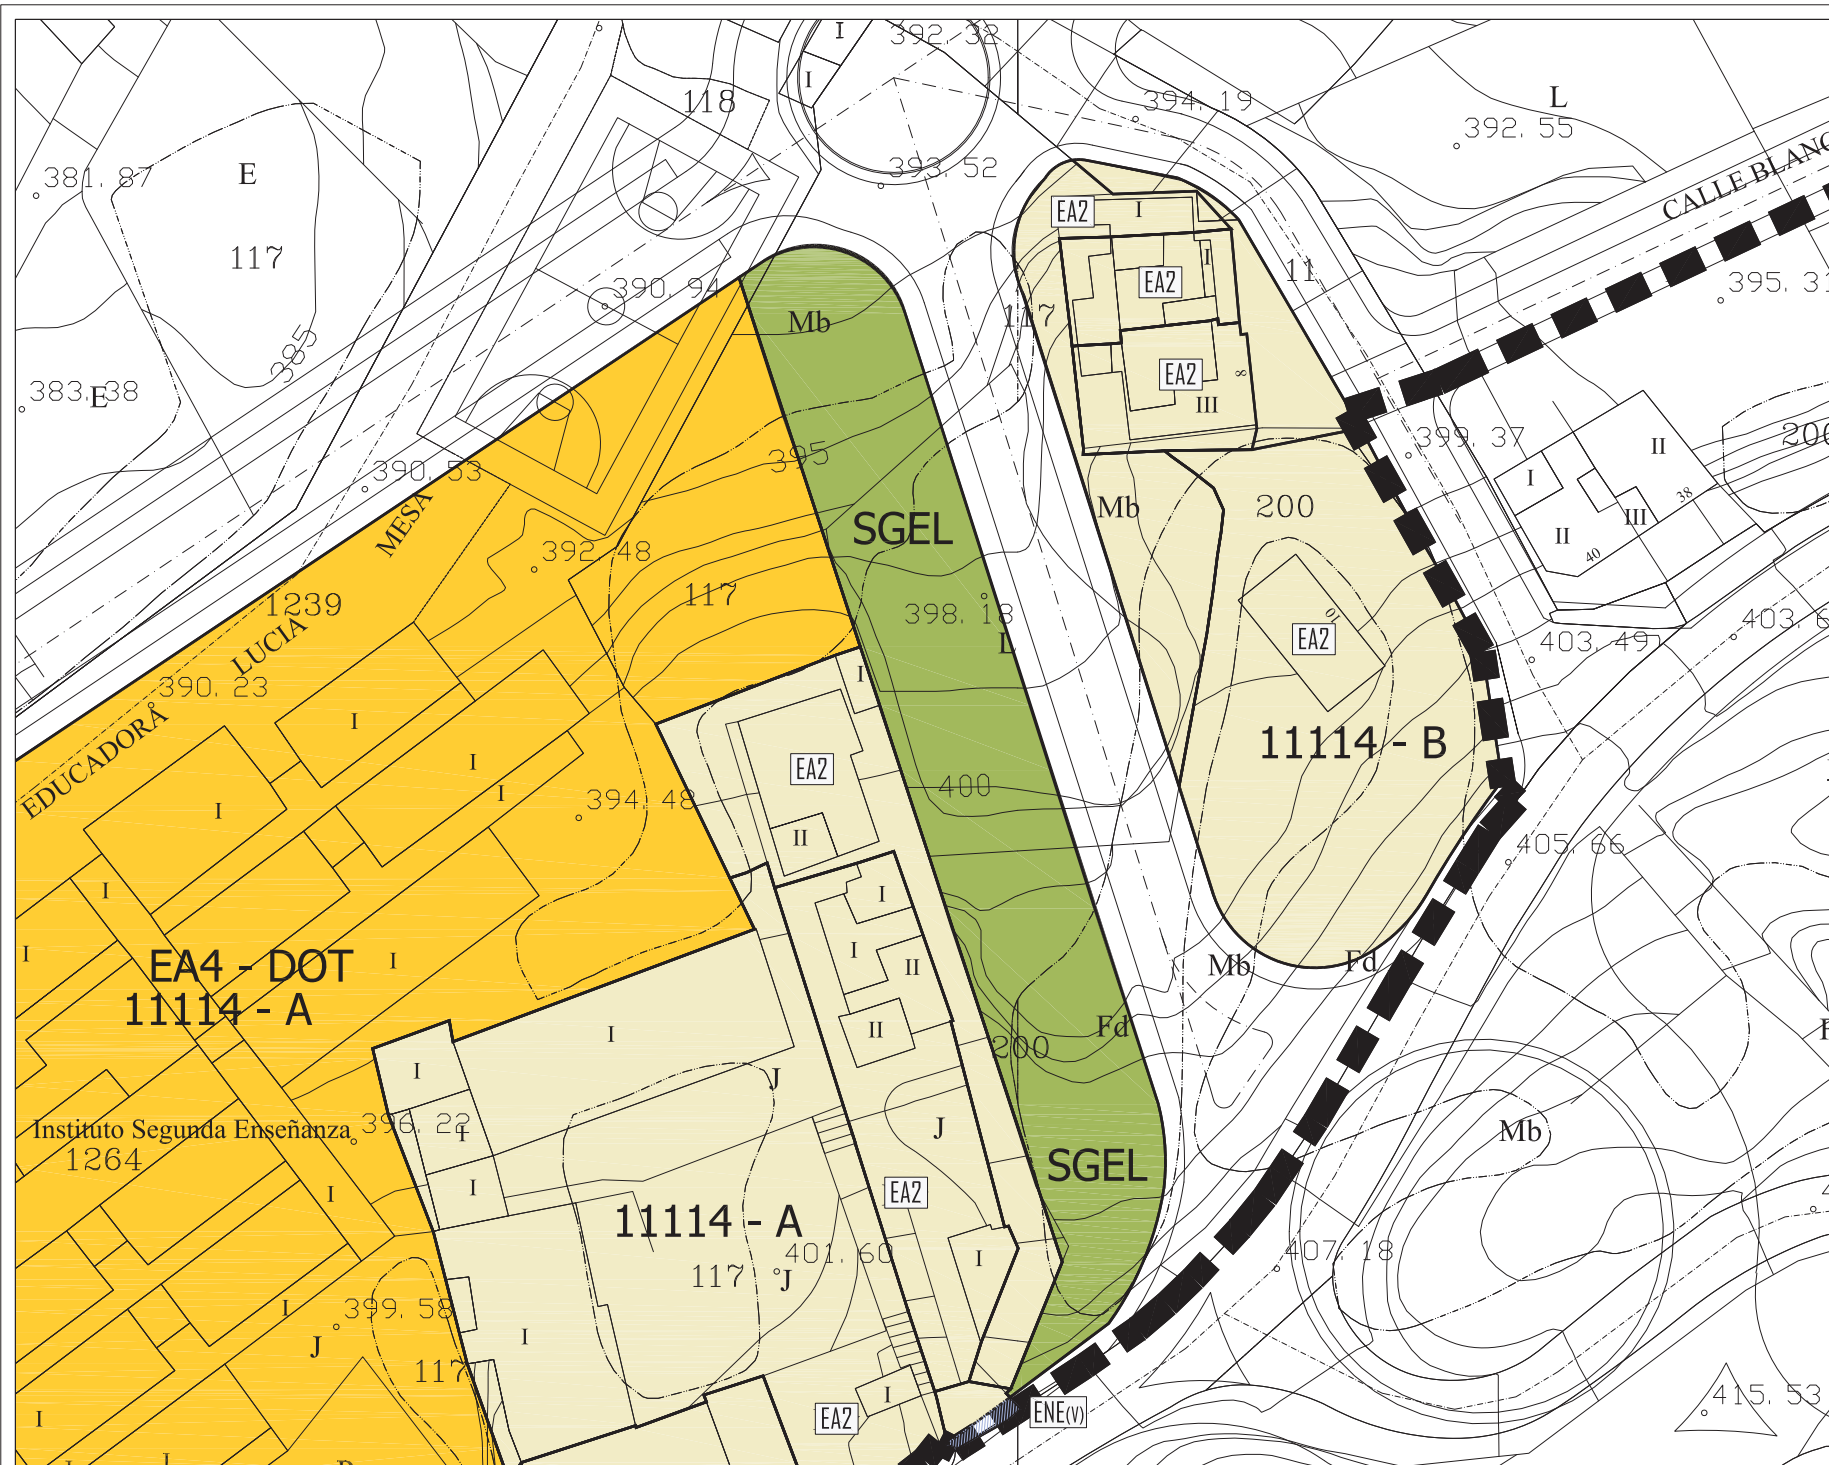 392, 32
I
I
118
394, 19
L
392, 55
381, 87
E
393, 52
CALLE BLANC
EA2
I
117
EA2
I
11
390, 94
395, 31
Mb
117
385
383, 38
E
EA2
8
III
399, 37
200
II
395
390, 53
I
38
MESA
SGEL
Mb
200
III
II
40
392, 48
1239
117
398, 18
L
10
EA2
403, 49
403, 6
LUCIA
390, 23
I
I
EDUCADORA
I
I
EA2
11114 - B
I
I
394, 48
400
II
405, 66
I
I
I
EA4 - DOT
I
I
II
Mb
Fd
11114 - A
I
II
Fd
200
I
J
Instituto Segunda Enseñanza
396, 22
I
J
Mb
1264
I
I
EA2
SGEL
11114 - A
401, 60
I
407, 18
117
J
I
399, 58
I
J
117
I
I
EA2
ENE(V)
415, 53